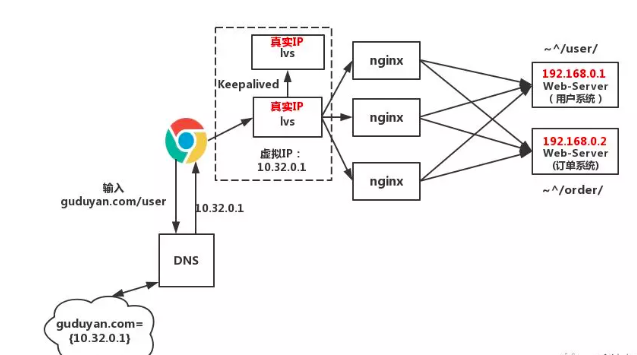 真实IP
lvs
Keepalived
真实IP
lvs
虚拟IP：
10.32.0.1
nginx
nginx
nginx
~^/user/
192.168.0.1
Web-Server
（用户系统）
192.168.0.2
Web-Server
(订单系统)
~^/order/
输入
guduyan.com/user
10.32.0.1
DNS
guduyan.com=
{10.32.0.1}